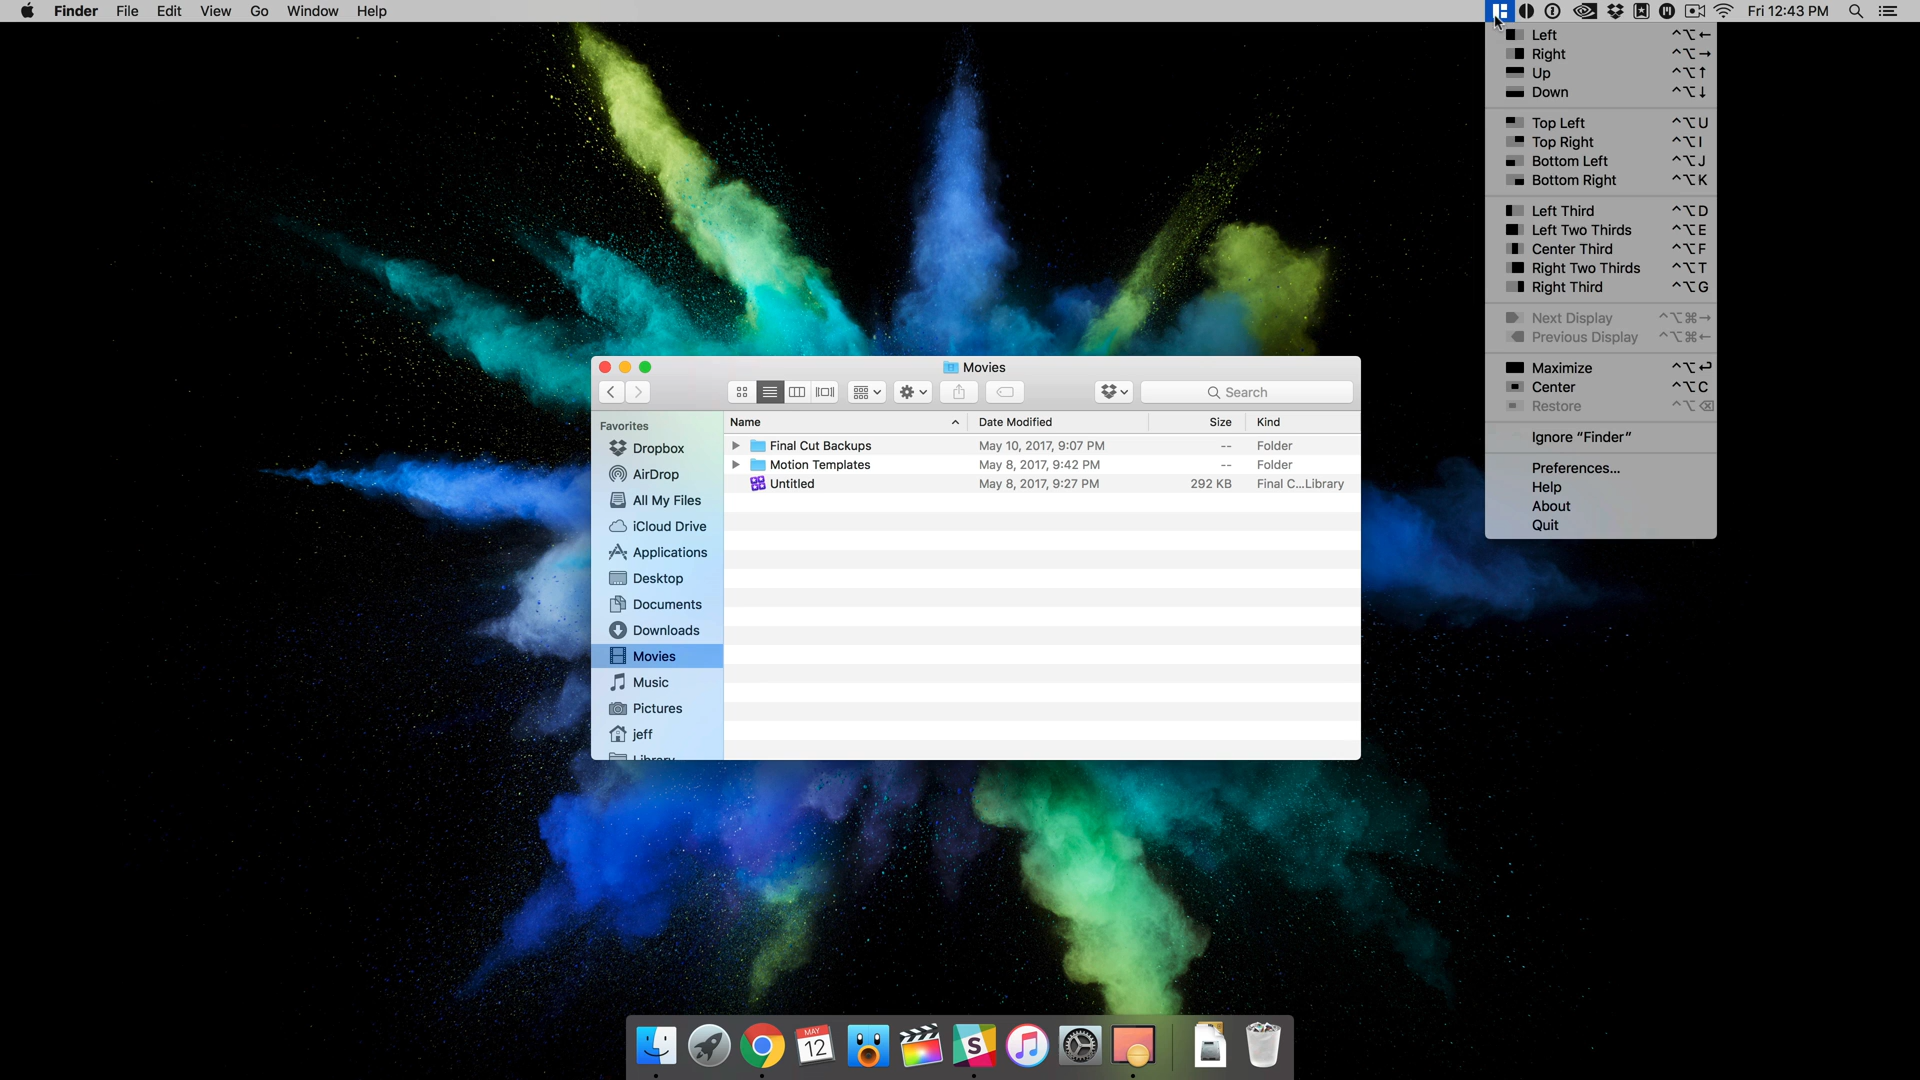 Finder File Edit View Go Window Help
Fri 12:43 PM
Left ^⌥←
Right ^⌥→
Up ^⌥↑
Down ^⌥↓
Top Left ^⌥U
Top Right ^⌥I
Bottom Left ^⌥J
Bottom Right ^⌥K
Left Third ^⌥D
Left Two Thirds ^⌥E
Center Third ^⌥F
Right Two Thirds ^⌥T
Right Third ^⌥G
Next Display ^⌥⌘→
Previous Display ^⌥⌘←
Maximize ^⌥↩
Center ^⌥C
Restore ^⌥⌫
Ignore “Finder”
Preferences...
Help
About
Quit
Movies
Search
Favorites
Dropbox
AirDrop
All My Files
iCloud Drive
Applications
Desktop
Documents
Downloads
Movies
Music
Pictures
jeff
Library
Name Date Modified Size Kind
Final Cut Backups May 10, 2017, 9:07 PM -- Folder
Motion Templates May 8, 2017, 9:42 PM -- Folder
Untitled May 8, 2017, 9:27 PM 292 KB Final C...Library
MAY
12
S